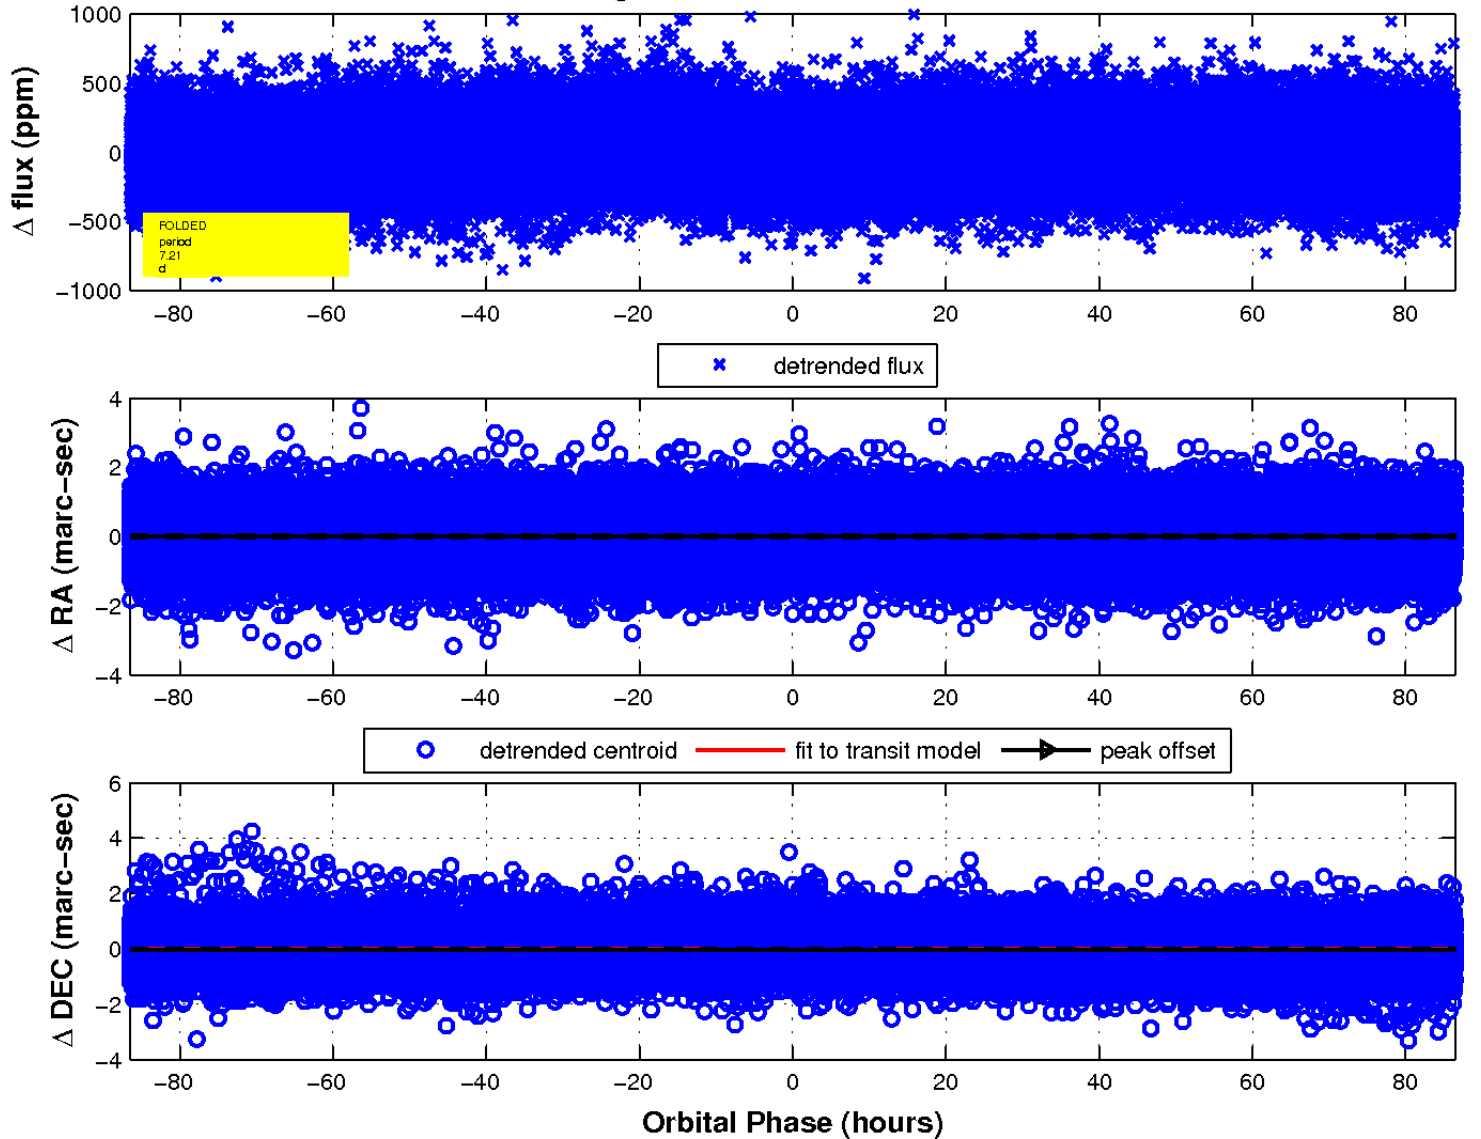 1000
500
0
−500
−1000
Δ flux (ppm)
FOLDED
period
7.21
d
−80 −60 −40 −20 0 20 40 60 80
detrended flux
4
2
0
−2
−4
Δ RA (marc−sec)
−80 −60 −40 −20 0 20 40 60 80
detrended centroid fit to transit model peak offset
6
4
2
0
−2
−4
Δ DEC (marc−sec)
−80 −60 −40 −20 0 20 40 60 80
Orbital Phase (hours)